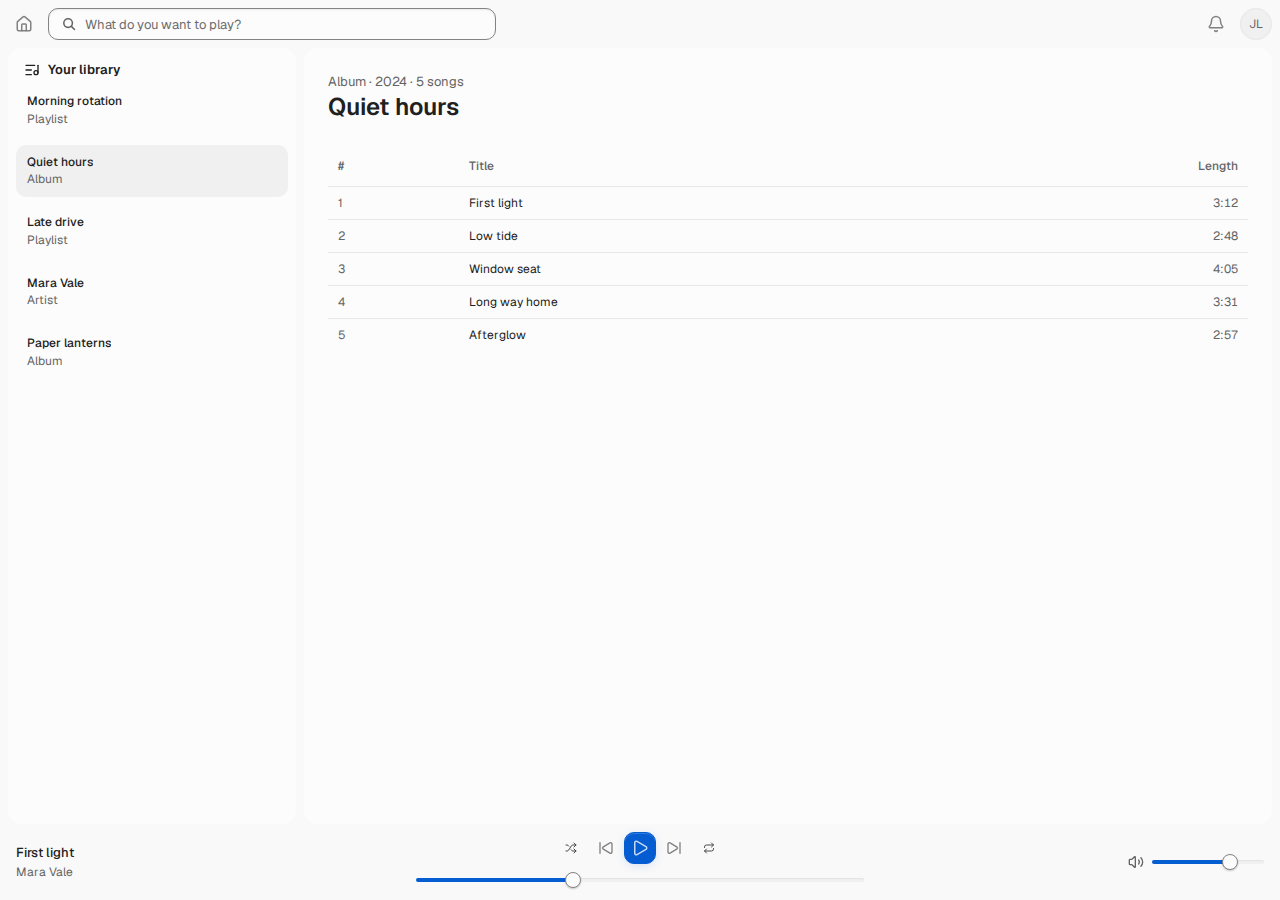 What do you want to play?
JL
Your library
Morning rotation
Playlist
Quiet hours
Album
Late drive
Playlist
Mara Vale
Artist
Paper lanterns
Album
Album · 2024 · 5 songs
Quiet hours
# Title Length
1 First light 3:12
2 Low tide 2:48
3 Window seat 4:05
4 Long way home 3:31
5 Afterglow 2:57
First light
Mara Vale